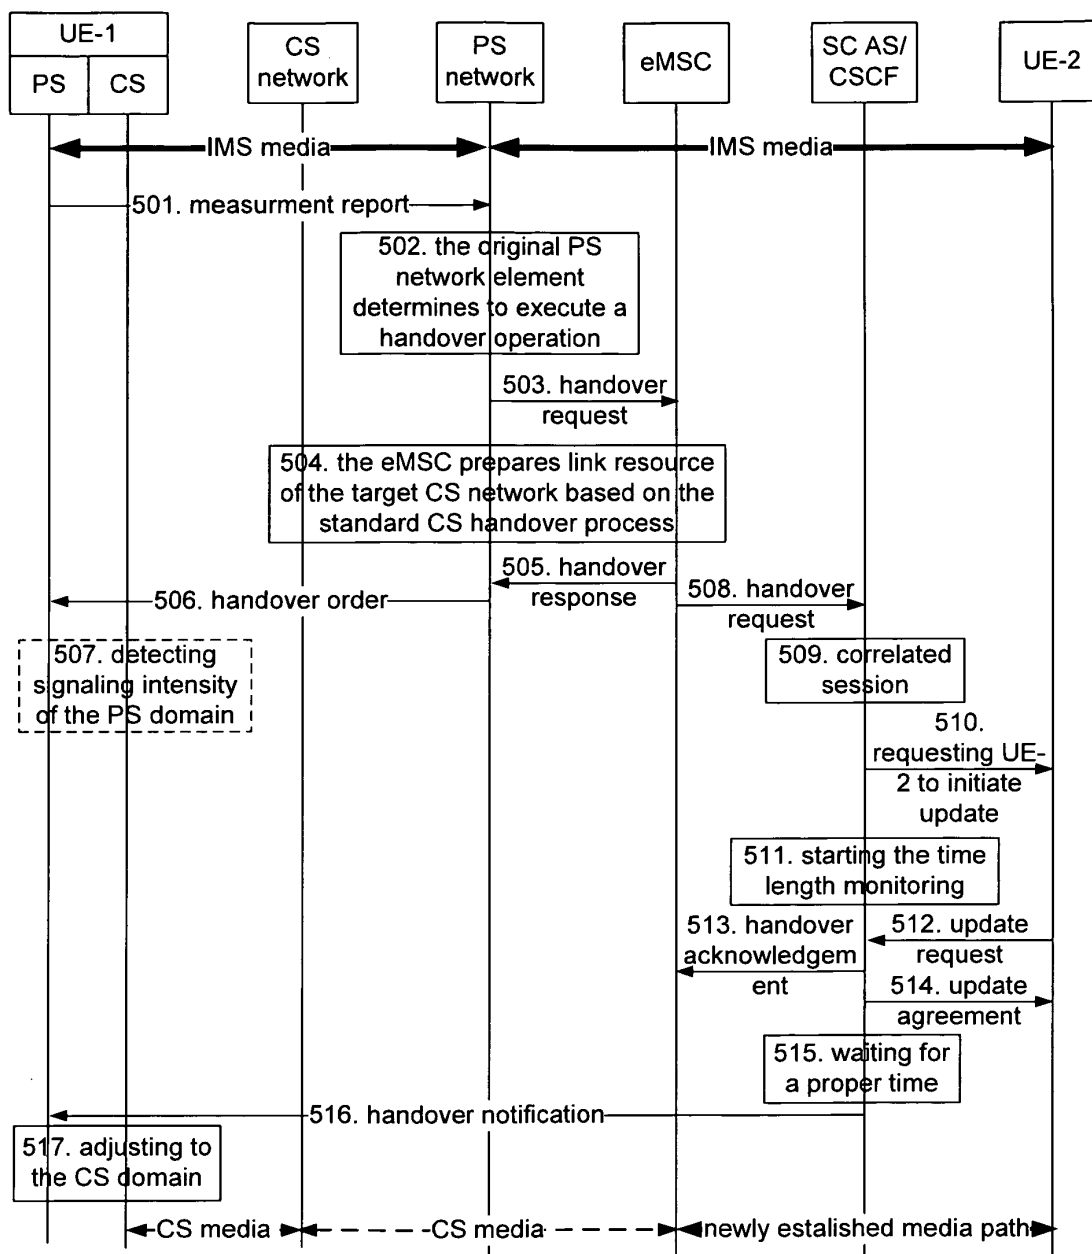 UE-1
PS
CS
CS
network
PS
network
eMSC
SC AS/
CSCF
UE-2
IMS media
IMS media
501. measurment report
502. the original PS
network element
determines to execute a
handover operation
503. handover
request
504. the eMSC prepares link resource
of the target CS network based on the
standard CS handover process
505. handover
response
506. handover order
508. handover
request
507. detecting
signaling intensity
of the PS domain
509. correlated
session
510.
requesting UE-
2 to initiate
update
511. starting the time
length monitoring
512. update
request
513. handover
acknowledgem
ent
514. update
agreement
515. waiting for
a proper time
516. handover notification
517. adjusting to
the CS domain
CS media
CS media
newly estalished media path